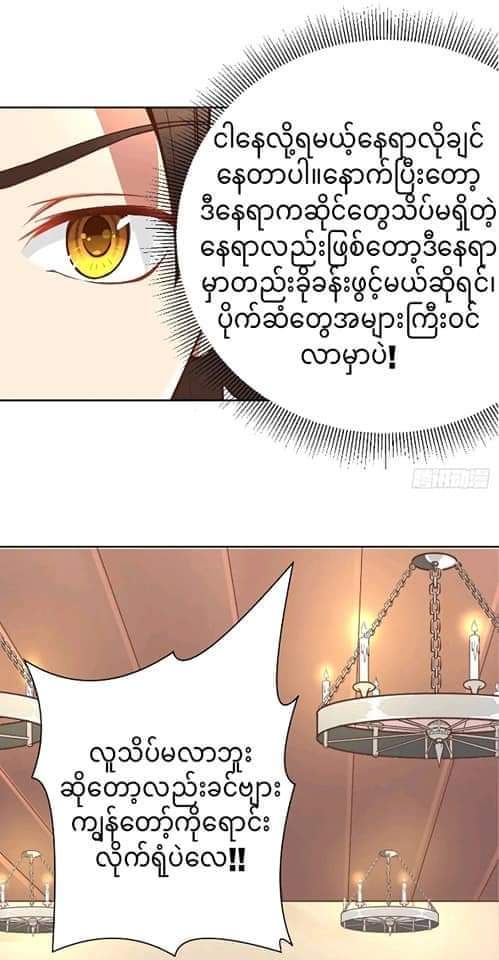 ငါနေလို့ရမယ့်နေရာလိုချင်
နေတာပါ။နောက်ပြီးတော့
ဒီနေရာကဆိုင်တွေသိပ်မရှိတဲ့
နေရာလည်းဖြစ်တော့ဒီနေရာ
မှာတည်းခိုခန်းဖွင့်မယ်ဆိုရင်၊
ပိုက်ဆံတွေအများကြီးဝင်
လာမှာပဲ!
腾讯动漫
လူသိပ်မလာဘူး
ဆိုတော့လည်းခင်ဗျား
ကျွန်တော့်ကိုရောင်း
လိုက်ရုံပဲလေ!!